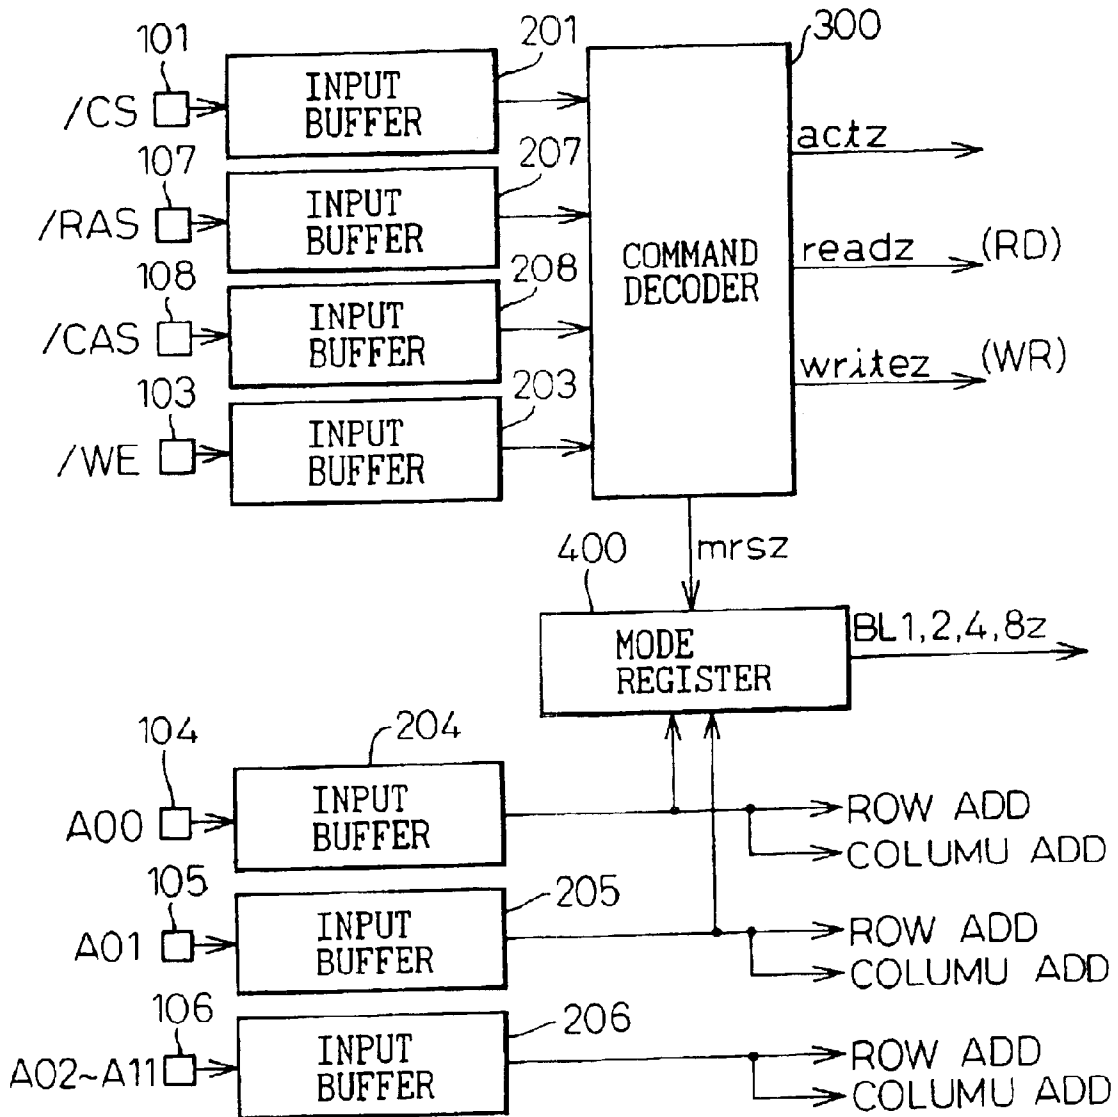 101
/CS
INPUT
BUFFER
201
107
/RAS
INPUT
BUFFER
207
108
/CAS
INPUT
BUFFER
208
103
/WE
INPUT
BUFFER
203
300
COMMAND
DECODER
actz
readz (RD)
writez (WR)
mrsz
400
MODE
REGISTER
BL1,2,4,8z
104
A00
204
INPUT
BUFFER
ROW ADD
COLUMU ADD
105
A01
INPUT
BUFFER
205
ROW ADD
COLUMU ADD
106
A02~A11
INPUT
BUFFER
206
ROW ADD
COLUMU ADD